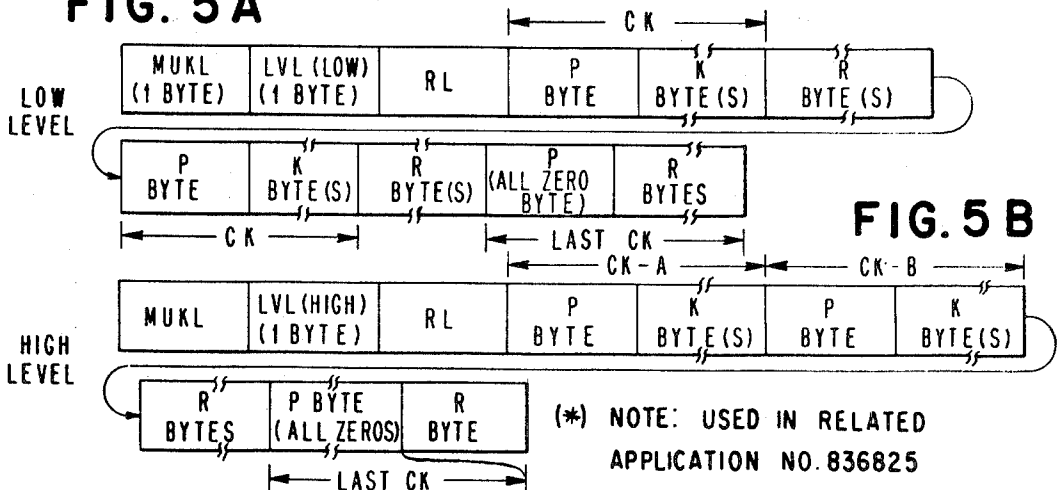 FIG. 5A
CK
LOW LEVEL
MUKL (1 BYTE) LVL (LOW) (1 BYTE) RL P BYTE K BYTE(S) R BYTE(S)
P BYTE K BYTE(S) R BYTE(S) P (ALL ZERO BYTE) R BYTES
CK LAST CK
FIG. 5B
CK-A CK-B
HIGH LEVEL
MUKL LVL (HIGH) (1 BYTE) RL P BYTE K BYTE(S) P BYTE K BYTE(S)
R BYTES P BYTE (ALL ZEROS) R BYTE
LAST CK
(*) NOTE: USED IN RELATED
APPLICATION NO. 836825